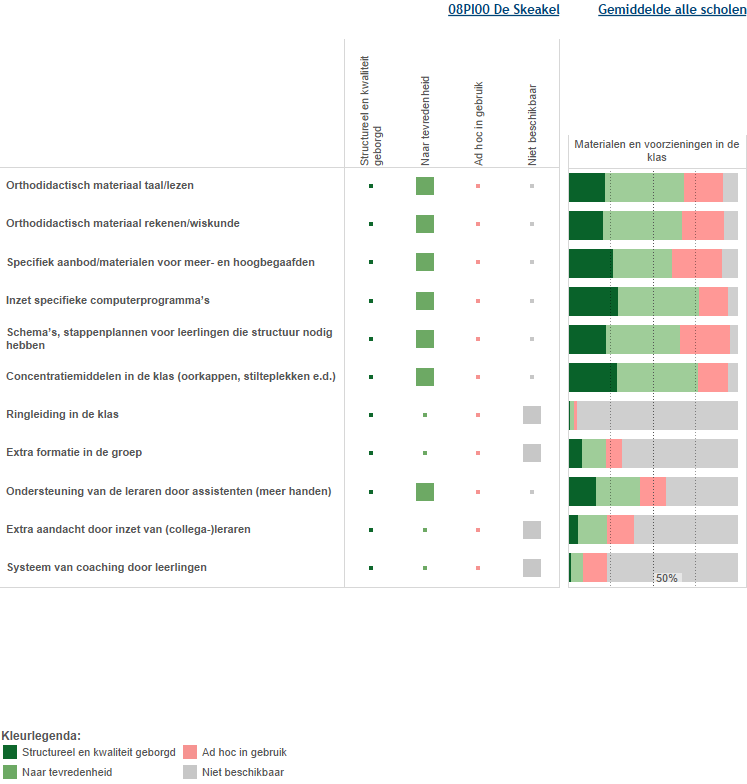 08PI00 De Skeakel
Gemiddelde alle scholen
Structureel en kwaliteit
geborgd
Naar tevredenheid
Ad hoc in gebruik
Niet beschikbaar
Materialen en voorzieningen in de
klas
Orthodidactisch materiaal taal/lezen
Orthodidactisch materiaal rekenen/wiskunde
Specifiek aanbod/materialen voor meer- en hoogbegaafden
Inzet specifieke computerprogramma's
Schema's, stappenplannen voor leerlingen die structuur nodig
hebben
Concentratiemiddelen in de klas (oorkappen, stilteplekken e.d.)
Ringleiding in de klas
Extra formatie in de groep
Ondersteuning van de leraren door assistenten (meer handen)
Extra aandacht door inzet van (collega-)leraren
Systeem van coaching door leerlingen
50%
Kleurlegenda:
Structureel en kwaliteit geborgd
Ad hoc in gebruik
Naar tevredenheid
Niet beschikbaar